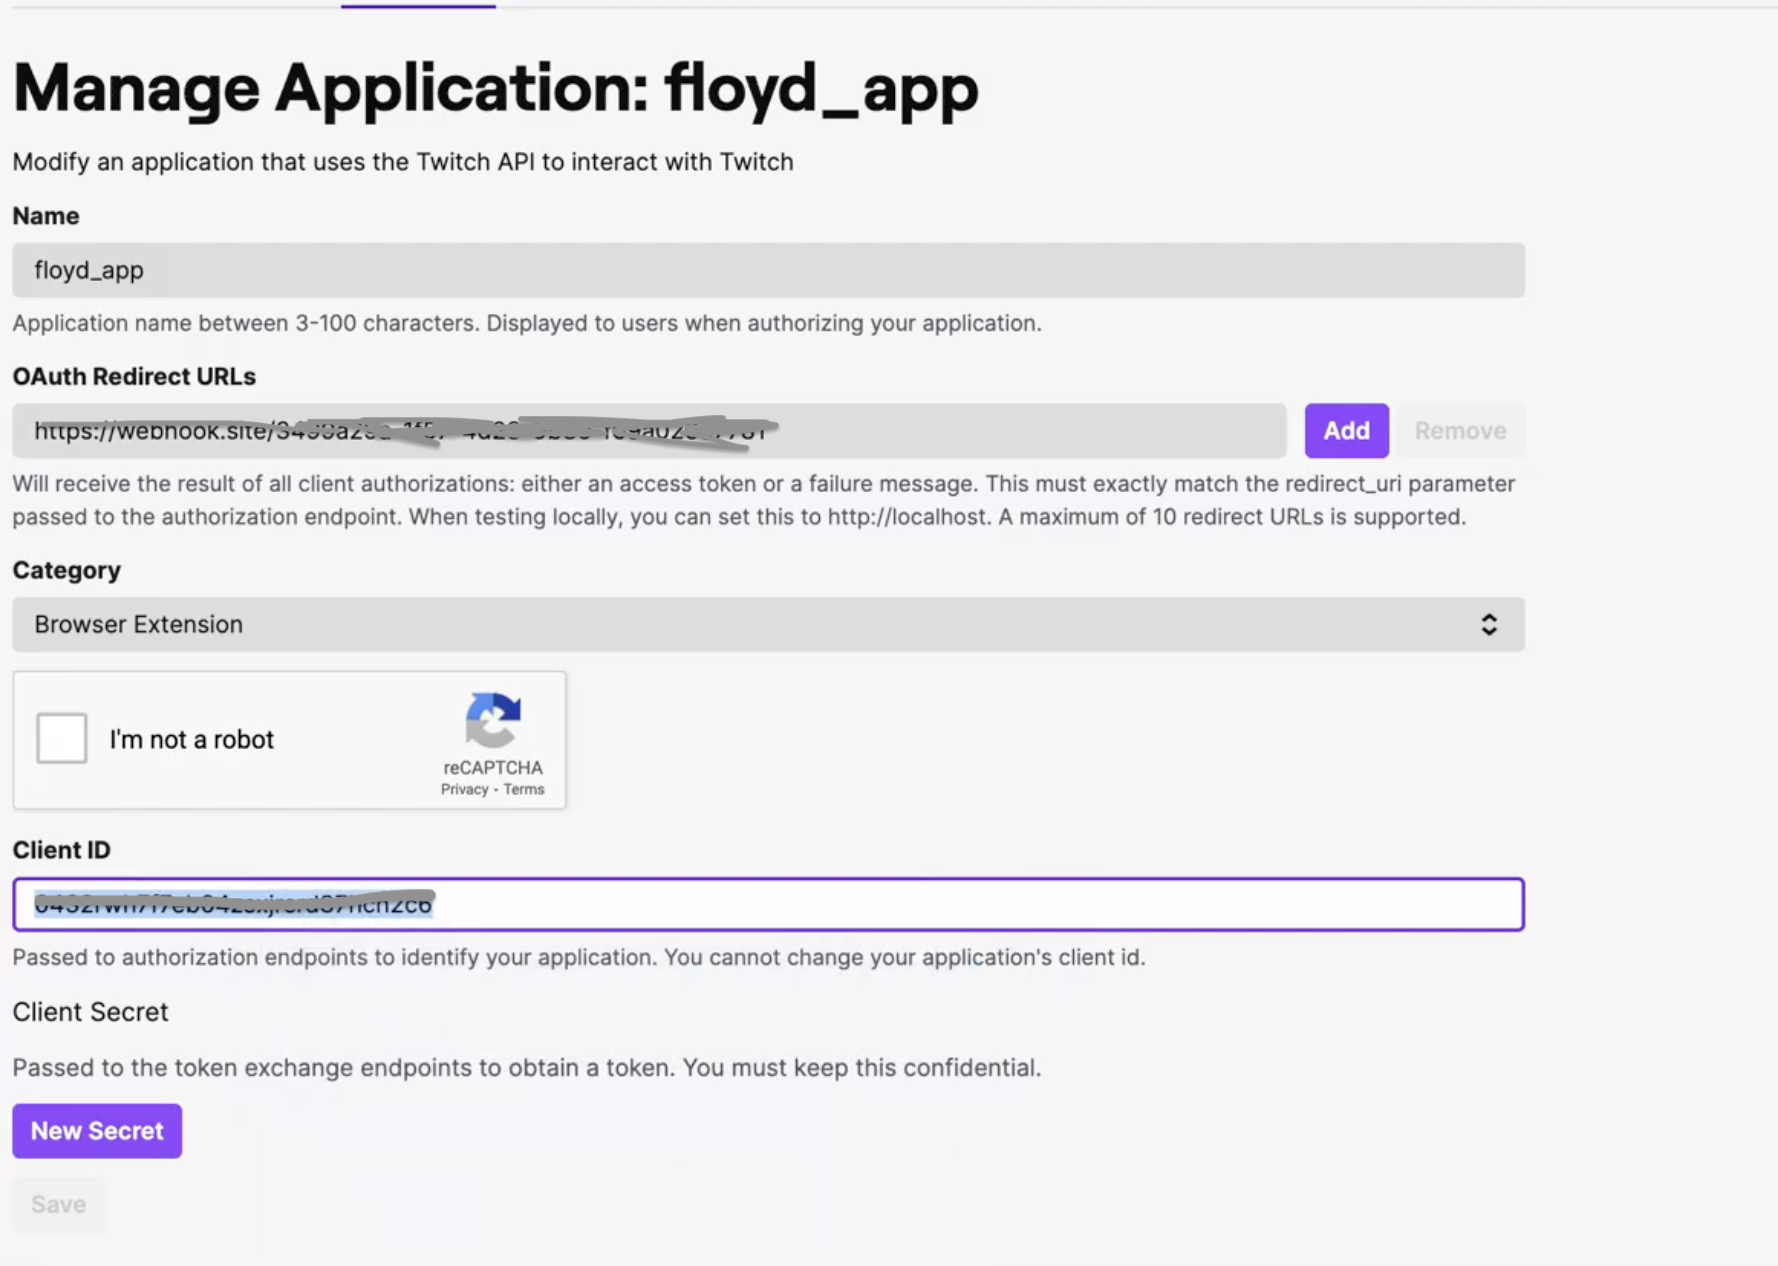 Manage Application: floyd_app
Modify an application that uses the Twitch API to interact with Twitch
Name
floyd_app
Application name between 3-100 characters. Displayed to users when authorizing your application.
OAuth Redirect URLs
https://webhook.site/
Add
Remove
Will receive the result of all client authorizations: either an access token or a failure message. This must exactly match the redirect_uri parameter
passed to the authorization endpoint. When testing locally, you can set this to http://localhost. A maximum of 10 redirect URLs is supported.
Category
Browser Extension
I'm not a robot
reCAPTCHA
Privacy - Terms
Client ID
Passed to authorization endpoints to identify your application. You cannot change your application's client id.
Client Secret
Passed to the token exchange endpoints to obtain a token. You must keep this confidential.
New Secret
Save